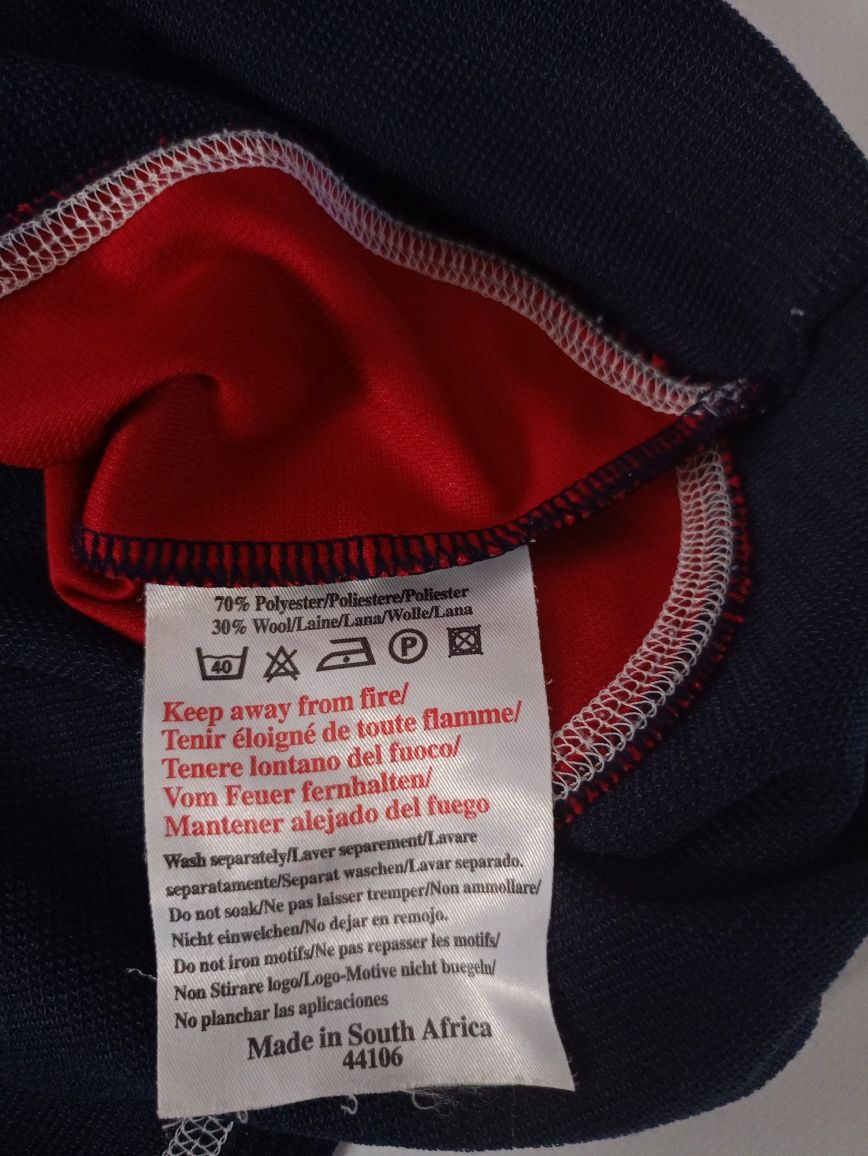 70% Polyester/Poliestere/Poliester
30% Wool/Laine/Lana/Wolle/Lana
40 P
Keep away from fire/
Tenir éloigné de toute flamme/
Tenere lontano del fuoco/
Vom Feuer fernhalten/
Mantener alejado del fuego
Wash separately/Laver separement/Lavare
separatamente/Separat waschen/Lavar separado.
Do not soak/Ne pas laisser tremper/Non ammollare/
Nicht einwelchen/No dejar en remojo.
Do not iron motifs/Ne pas repasser les motifs/
Non Stirare logo/Logo-Motive nicht buegeln/
No planchar las aplicaciones
Made in South Africa
44106